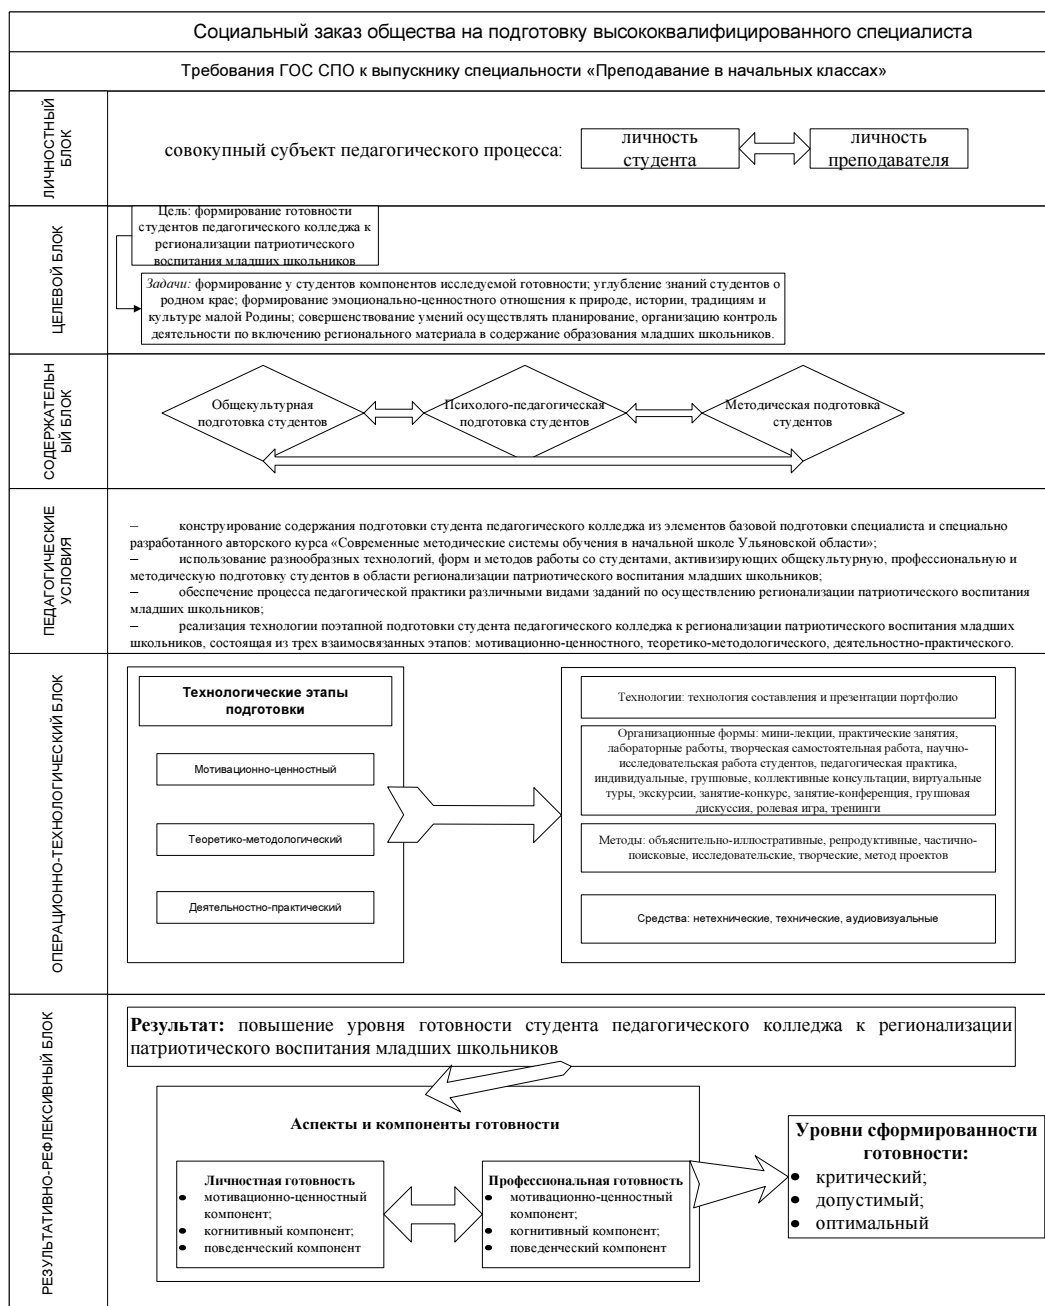 Социальный заказ общества на подготовку высококвалифицированного специалиста
Требования ГОС СПО к выпускнику специальности «Преподавание в начальных классах»
ЛИЧНОСТНЫЙ
БЛОК
совокупный субъект педагогического процесса:
личность
студента
личность
преподавателя
ЦЕЛЕВОЙ БЛОК
Цель: формирование готовности
студентов педагогического колледжа к
регионализации патриотического
воспитания младших школьников
Задачи: формирование у студентов компонентов исследуемой готовности; углубление знаний студентов о
родном крае; формирование эмоционально-ценностного отношения к природе, истории, традициям и
культуре малой Родины; совершенствование умений осуществлять планирование, организацию контроль
деятельности по включению регионального материала в содержание образования младших школьников.
СОДЕРЖАТЕЛЬН
ЫЙ БЛОК
Общекультурная
подготовка студентов
Психолого-педагогическая
подготовка студентов
Методическая подготовка
студентов
ПЕДАГОГИЧЕСКИЕ
УСЛОВИЯ
– конструирование содержания подготовки студента педагогического колледжа из элементов базовой подготовки специалиста и специально
разработанного авторского курса «Современные методические системы обучения в начальной школе Ульяновской области»;
– использование разнообразных технологий, форм и методов работы со студентами, активизирующих общекультурную, профессиональную и
методическую подготовку студентов в области регионализации патриотического воспитания младших школьников;
– обеспечение процесса педагогической практики различными видами заданий по осуществлению регионализации патриотического воспитания
младших школьников;
– реализация технологии поэтапной подготовки студента педагогического колледжа к регионализации патриотического воспитания младших
школьников, состоящая из трех взаимосвязанных этапов: мотивационно-ценностного, теоретико-методологического, деятельностно-практического.
ОПЕРАЦИОННО-ТЕХНОЛОГИЧЕСКИЙ БЛОК
Технологические этапы
подготовки
Мотивационно-ценностный
Теоретико-методологический
Деятельностно-практический
Технологии: технология составления и презентации портфолио
Организационные формы: мини-лекции, практические занятия,
лабораторные работы, творческая самостоятельная работа, научно-
исследовательская работа студентов, педагогическая практика,
индивидуальные, групповые, коллективные консультации, виртуальные
туры, экскурсии, занятие-конкурс, занятие-конференция, групповая
дискуссия, ролевая игра, тренинги
Методы: объяснительно-иллюстративные, репродуктивные, частично-
поисковые, исследовательские, творческие, метод проектов
Средства: нетехнические, технические, аудиовизуальные
РЕЗУЛЬТАТИВНО-РЕФЛЕКСИВНЫЙ БЛОК
Результат: повышение уровня готовности студента педагогического колледжа к регионализации
патриотического воспитания младших школьников
Аспекты и компоненты готовности
Личностная готовность
• мотивационно-ценностный
компонент;
• когнитивный компонент;
• поведенческий компонент
Профессиональная готовность
• мотивационно-ценностный
компонент;
• когнитивный компонент;
• поведенческий компонент
Уровни сформированности
готовности:
• критический;
• допустимый;
• оптимальный